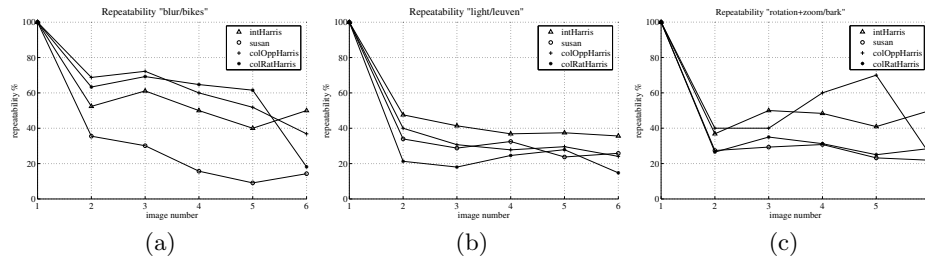 Repeatability "blur/bikes"
100
80
60
40
20
0
repeatability %
1 2 3 4 5 6
image number
intHarris
susan
colOppHarris
colRatHarris
(a)
Repeatability "light/leuven"
100
80
60
40
20
0
repeatability %
1 2 3 4 5 6
image number
intHarris
susan
colOppHarris
colRatHarris
(b)
Repeatability "rotation+zoom/bark"
100
80
60
40
20
0
repeatability %
1 2 3 4 5
image number
intHarris
susan
colOppHarris
colRatHarris
(c)